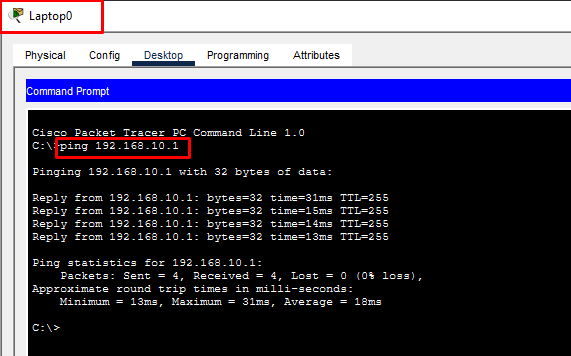 Laptop0
Physical Config Desktop Programming Attributes
Command Prompt
Cisco Packet Tracer PC Command Line 1.0
C:\>ping 192.168.10.1
Pinging 192.168.10.1 with 32 bytes of data:
Reply from 192.168.10.1: bytes=32 time=31ms TTL=255
Reply from 192.168.10.1: bytes=32 time=15ms TTL=255
Reply from 192.168.10.1: bytes=32 time=14ms TTL=255
Reply from 192.168.10.1: bytes=32 time=13ms TTL=255
Ping statistics for 192.168.10.1:
Packets: Sent = 4, Received = 4, Lost = 0 (0% loss),
Approximate round trip times in milli-seconds:
Minimum = 13ms, Maximum = 31ms, Average = 18ms
C:\>